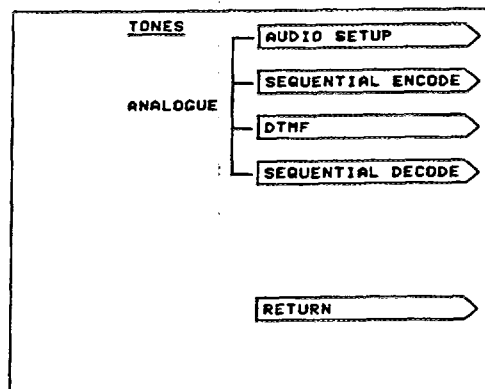 TONES
AUDIO SETUP
SEQUENTIAL ENCODE
ANALOGUE
DTMF
SEQUENTIAL DECODE
RETURN